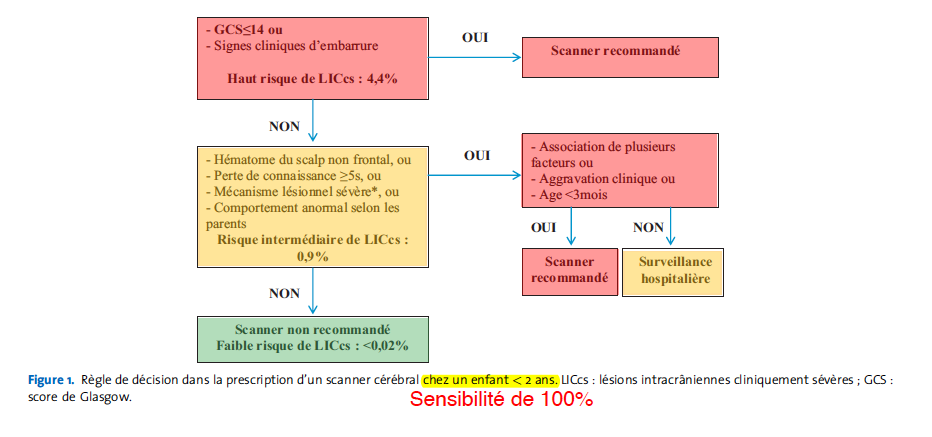 - GCS≤14 ou
- Signes cliniques d'embarrure
Haut risque de LICcs : 4,4%
OUI
Scanner recommandé
NON
- Hématome du scalp non frontal, ou
- Perte de connaissance ≥5s, ou
- Mécanisme lésionnel sévère*, ou
- Comportement anormal selon les
parents
Risque intermédiaire de LICcs :
0,9%
OUI
- Association de plusieurs
facteurs ou
- Aggravation clinique ou
- Age <3mois
OUI
NON
Scanner
recommandé
Surveillance
hospitalière
NON
Scanner non recommandé
Faible risque de LICcs : <0,02%
Figure 1. Règle de décision dans la prescription d'un scanner cérébral chez un enfant < 2 ans. LICcs : lésions intracrâniennes cliniquement sévères ; GCS :
score de Glasgow.
Sensibilité de 100%